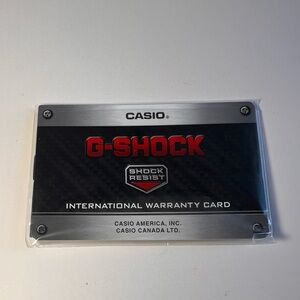 CASIO®
G-SHOCK
SHOCK
RESIST
INTERNATIONAL WARRANTY CARD
CASIO AMERICA, INC.
CASIO CANADA LTD.